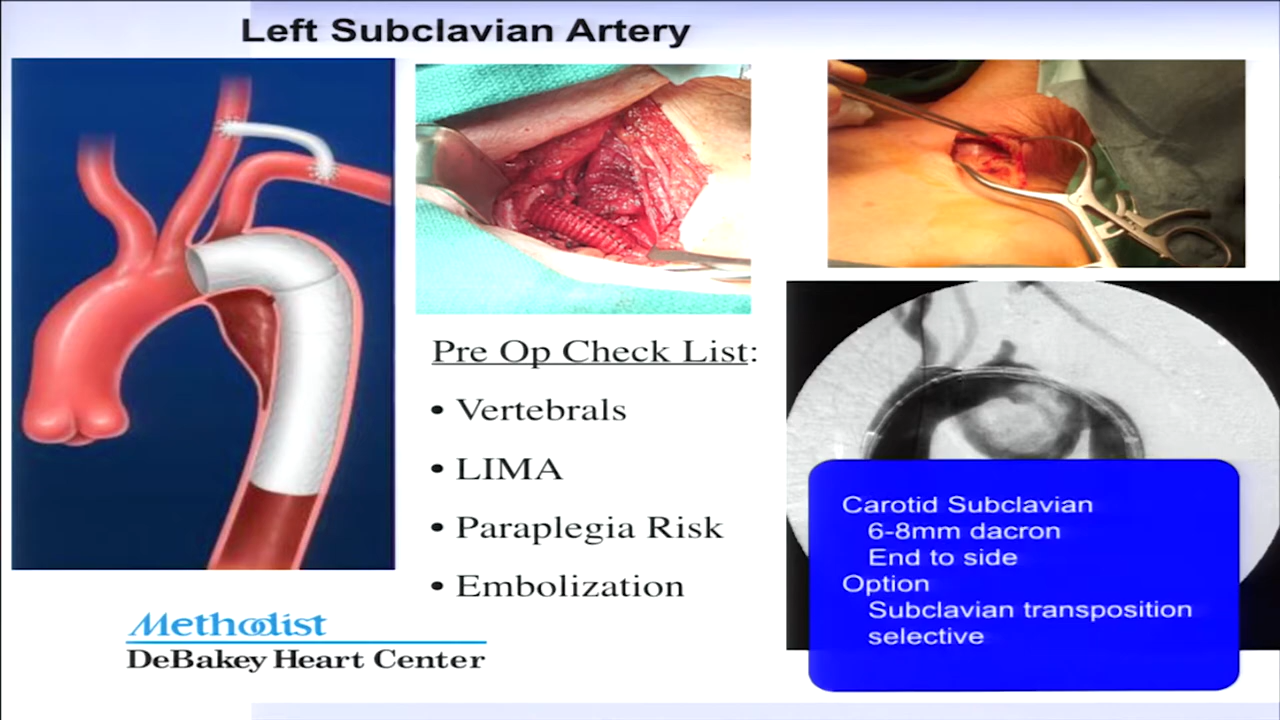 Left Subclavian Artery
Pre Op Check List:
• Vertebrals
• LIMA
• Paraplegia Risk
• Embolization
Carotid Subclavian
6-8mm dacron
End to side
Option
Subclavian transposition
selective
Methodist
DeBakey Heart Center